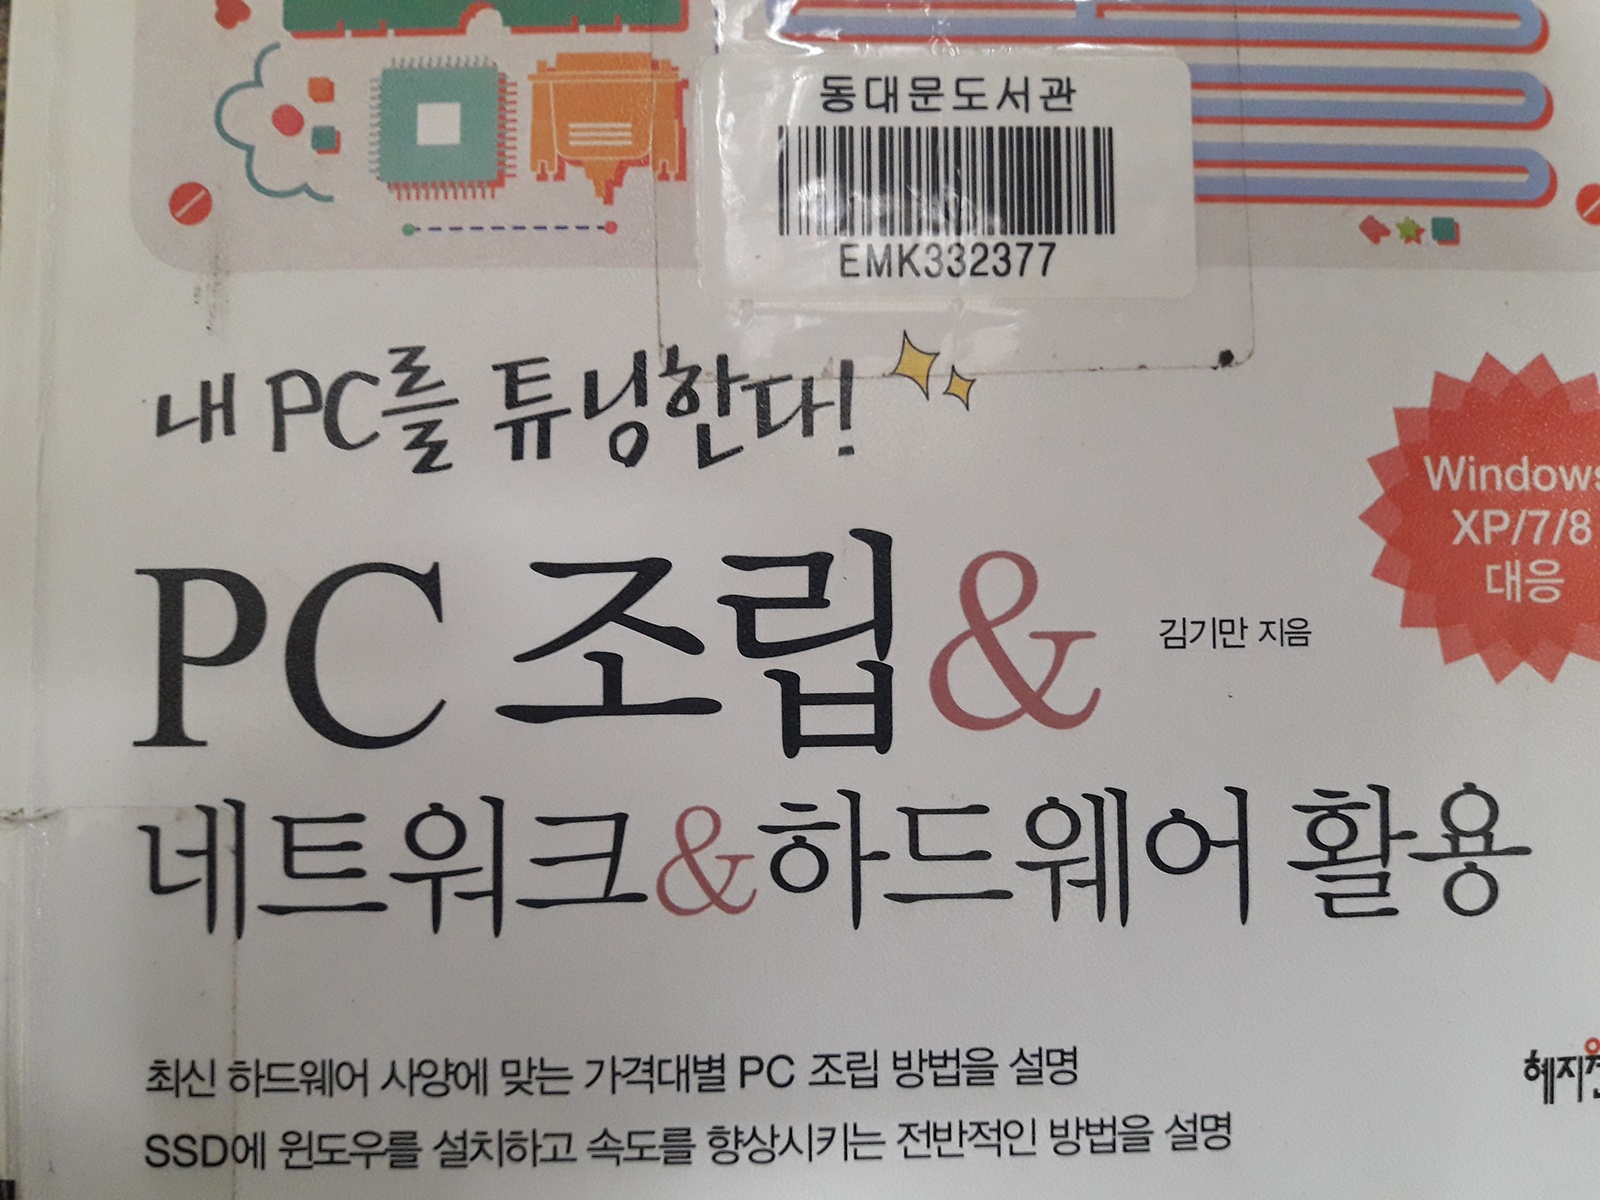 동대문도서관
EMK332377
내 PC를 튜닝한다!
Windows
XP/7/8
대응
PC 조립&
김기만 지음
네트워크&하드웨어 활용
최신 하드웨어 사양에 맞는 가격대별 PC 조립 방법을 설명
SSD에 윈도우를 설치하고 속도를 향상시키는 전반적인 방법을 설명
혜지